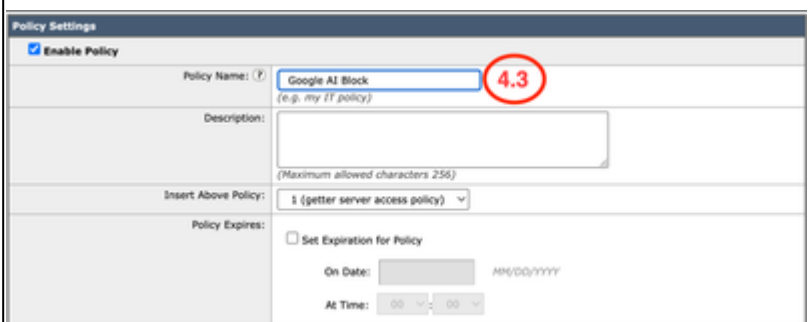 Policy Settings
Enable Policy
Policy Name: ?
Google AI Block
4.3
(e.g. my IT policy)
Description:
(Maximum allowed characters 256)
Insert Above Policy:
1 (getter server access policy)
Policy Expires:
Set Expiration for Policy
On Date:
MM/DD/YYYY
At Time:
00 : 00